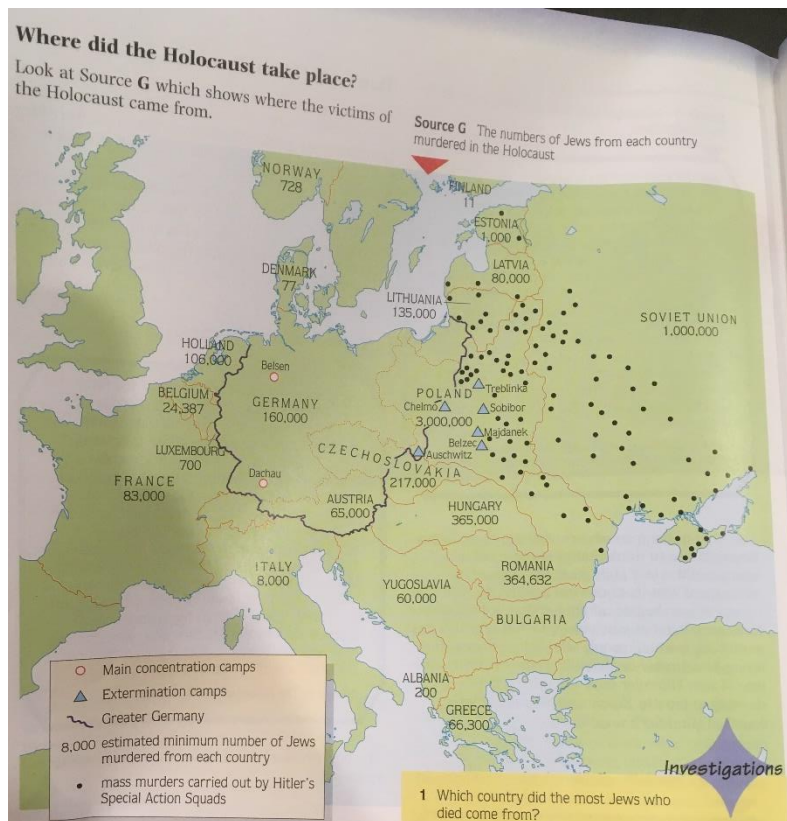 Where did the Holocaust take place?
Look at Source G which shows where the victims of
the Holocaust came from.
Source G The numbers of Jews from each country
murdered in the Holocaust
NORWAY
728
FINLAND
11
ESTONIA
1,000
LATVIA
80,000
DENMARK
77
LITHUANIA
135,000
SOVIET UNION
1,000,000
HOLLAND
106,000
Belsen
BELGIUM
24,387
GERMANY
160,000
POLAND
3,000,000
Treblinka
Chelmo
Sobibor
Majdanek
Belzec
Auschwitz
LUXEMBOURG
700
CZECHOSLOVAKIA
217,000
Dachau
FRANCE
83,000
AUSTRIA
65,000
HUNGARY
365,000
ITALY
8,000
ROMANIA
364,632
YUGOSLAVIA
60,000
BULGARIA
ALBANIA
200
GREECE
66,300
Main concentration camps
Extermination camps
Greater Germany
8,000 estimated minimum number of Jews
murdered from each country
mass murders carried out by Hitler's
Special Action Squads
Investigations
1 Which country did the most Jews who
died come from?